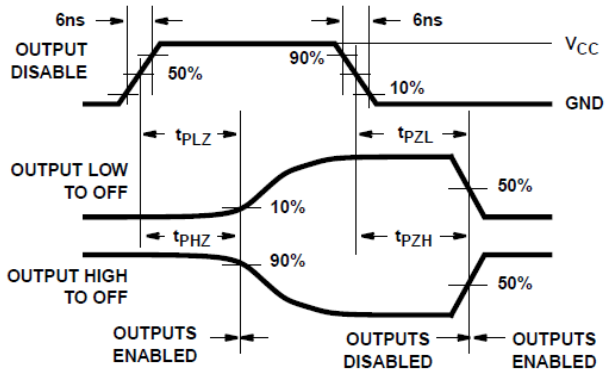 6ns
6ns
OUTPUT
DISABLE
50%
90%
10%
VCC
GND
tPLZ
tPZL
OUTPUT LOW
TO OFF
10%
50%
tPHZ
tPZH
OUTPUT HIGH
TO OFF
90%
50%
OUTPUTS
ENABLED
OUTPUTS
DISABLED
OUTPUTS
ENABLED